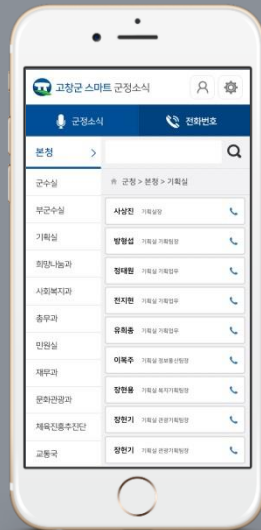 고창군 스마트 군정소식
군정소식
전화번호
본청 >
군수실
부군수실
기획실
희망나눔과
사회복지과
총무과
민원실
재무과
문화관광과
체육진흥추진단
교통국
군정 > 본청 > 기획실
사상진 기획실장
방형섭 기획실 기획팀장
정태원 기획실 기획업무
전지현 기획실 기획업무
유희종 기획실 기획업무
이목주 기획실 정보통신팀장
장현용 기획실 복지기획팀장
장현기 기획실 관광기획팀장
장현기 기획실 관광기획팀장